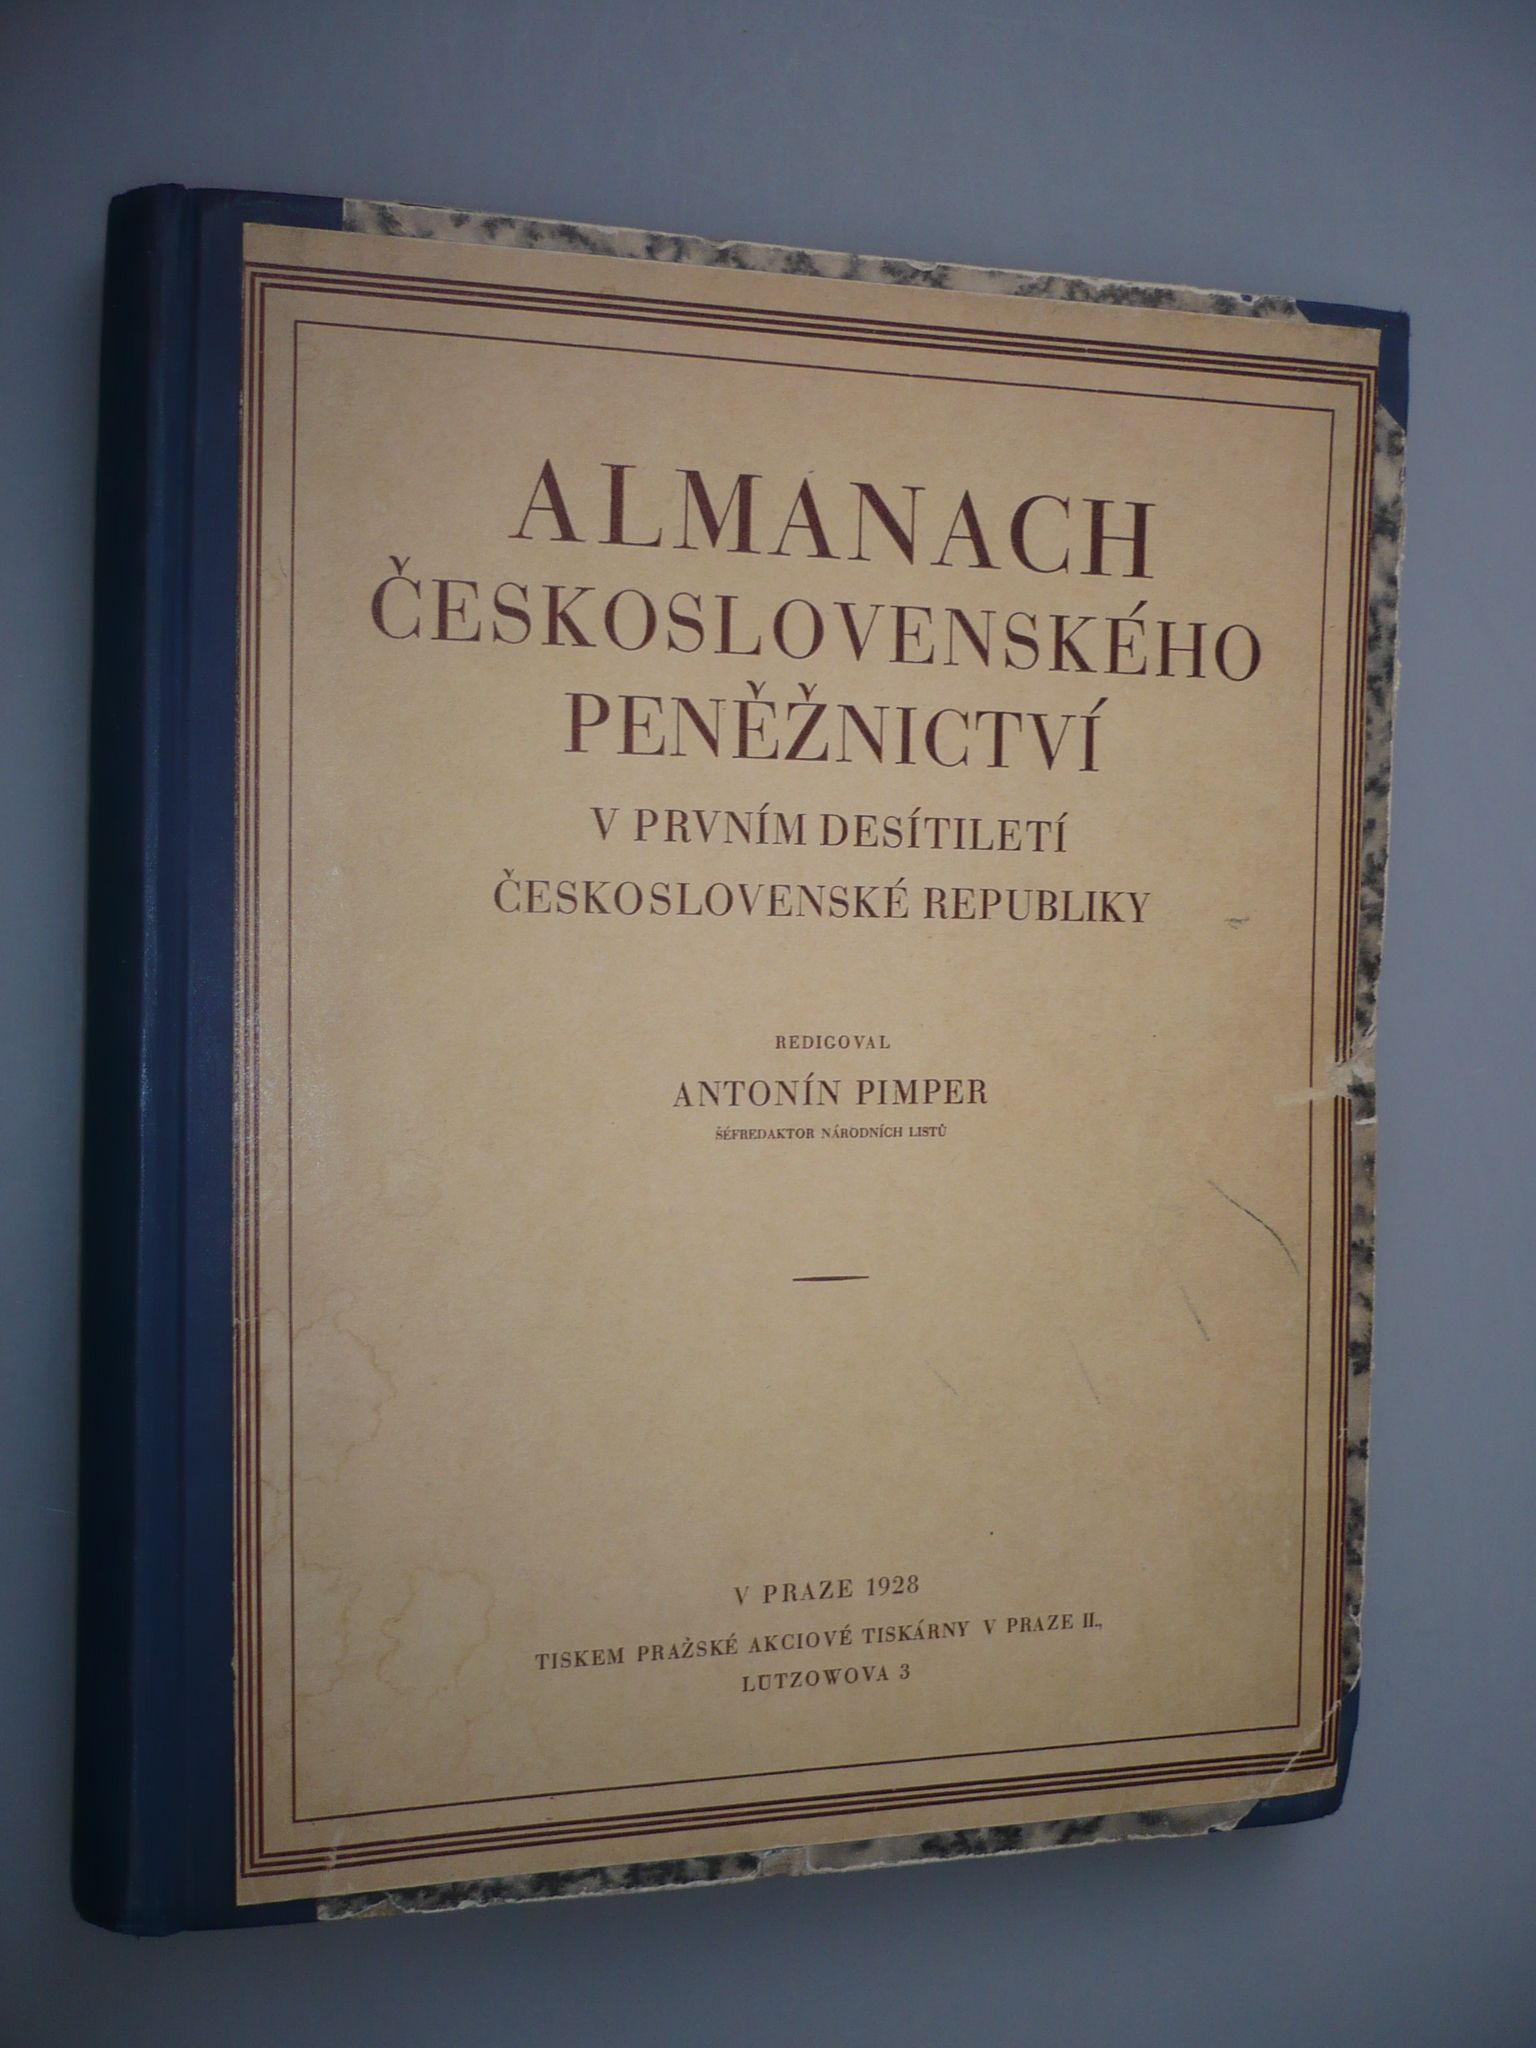 ALMANACH
ČESKOSLOVENSKÉHO
PENĚŽNICTVÍ
V PRVNÍM DESÍTILETÍ
ČESKOSLOVENSKÉ REPUBLIKY
REDIGOVAL
ANTONÍN PIMPER
ŠÉFREDAKTOR NÁRODNÍCH LISTŮ
V PRAZE 1928
TISKEM PRAŽSKÉ AKCIOVÉ TISKÁRNY V PRAZE II.,
LÜTZOWOVA 3